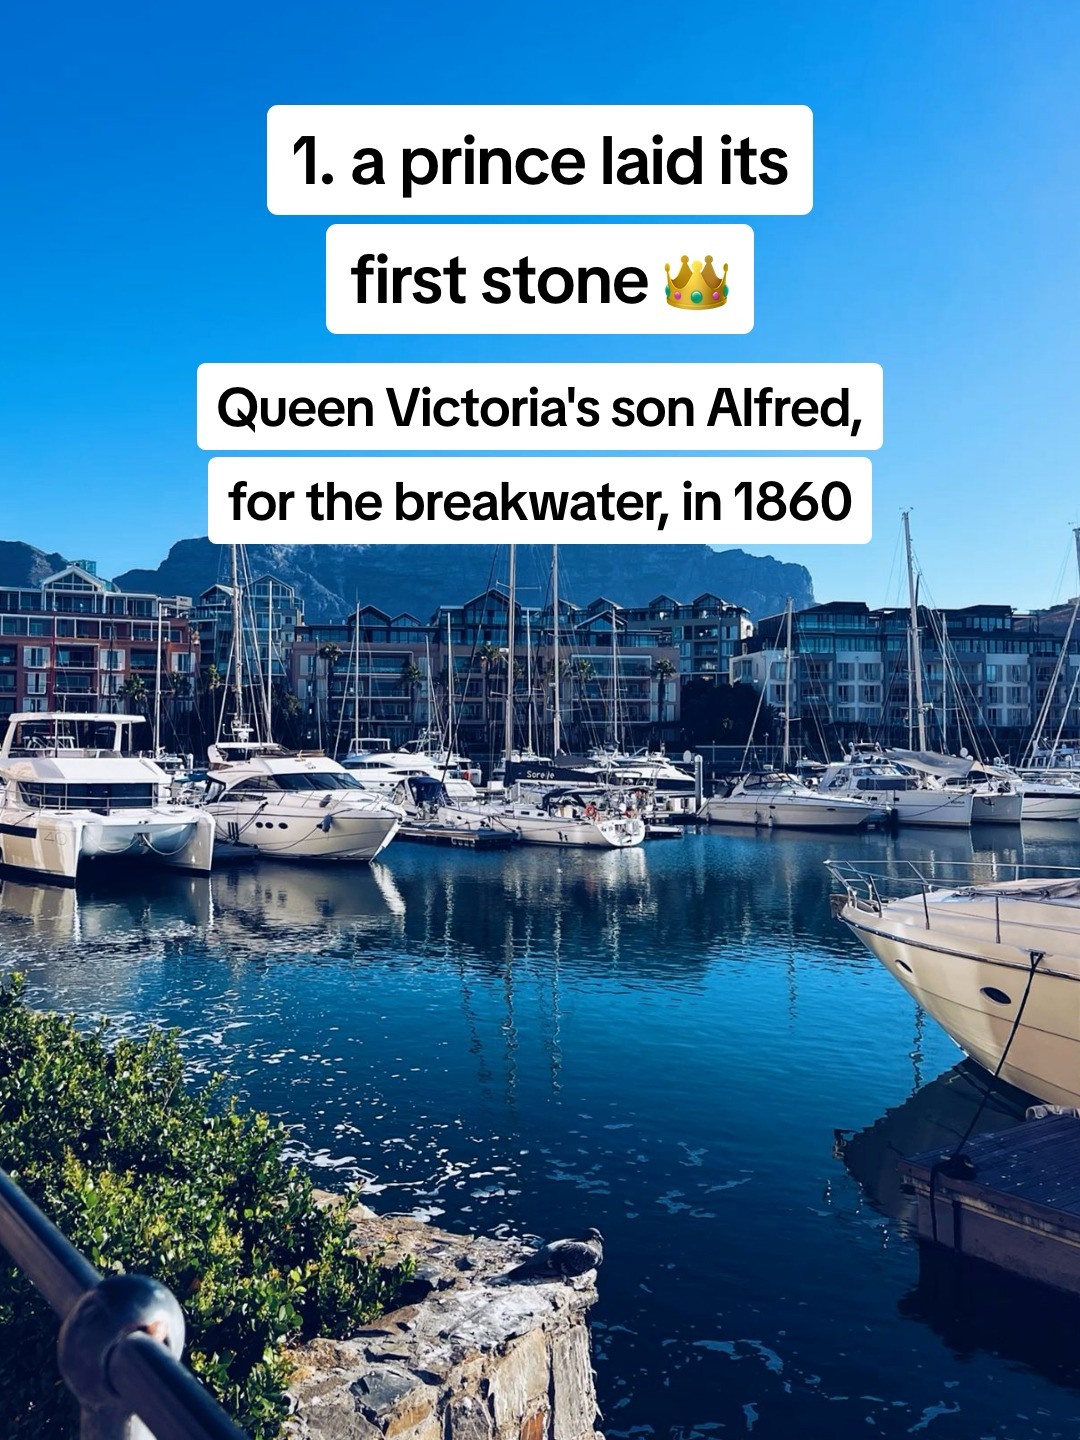 1. a prince laid its
first stone 👑
Queen Victoria's son Alfred,
for the breakwater, in 1860